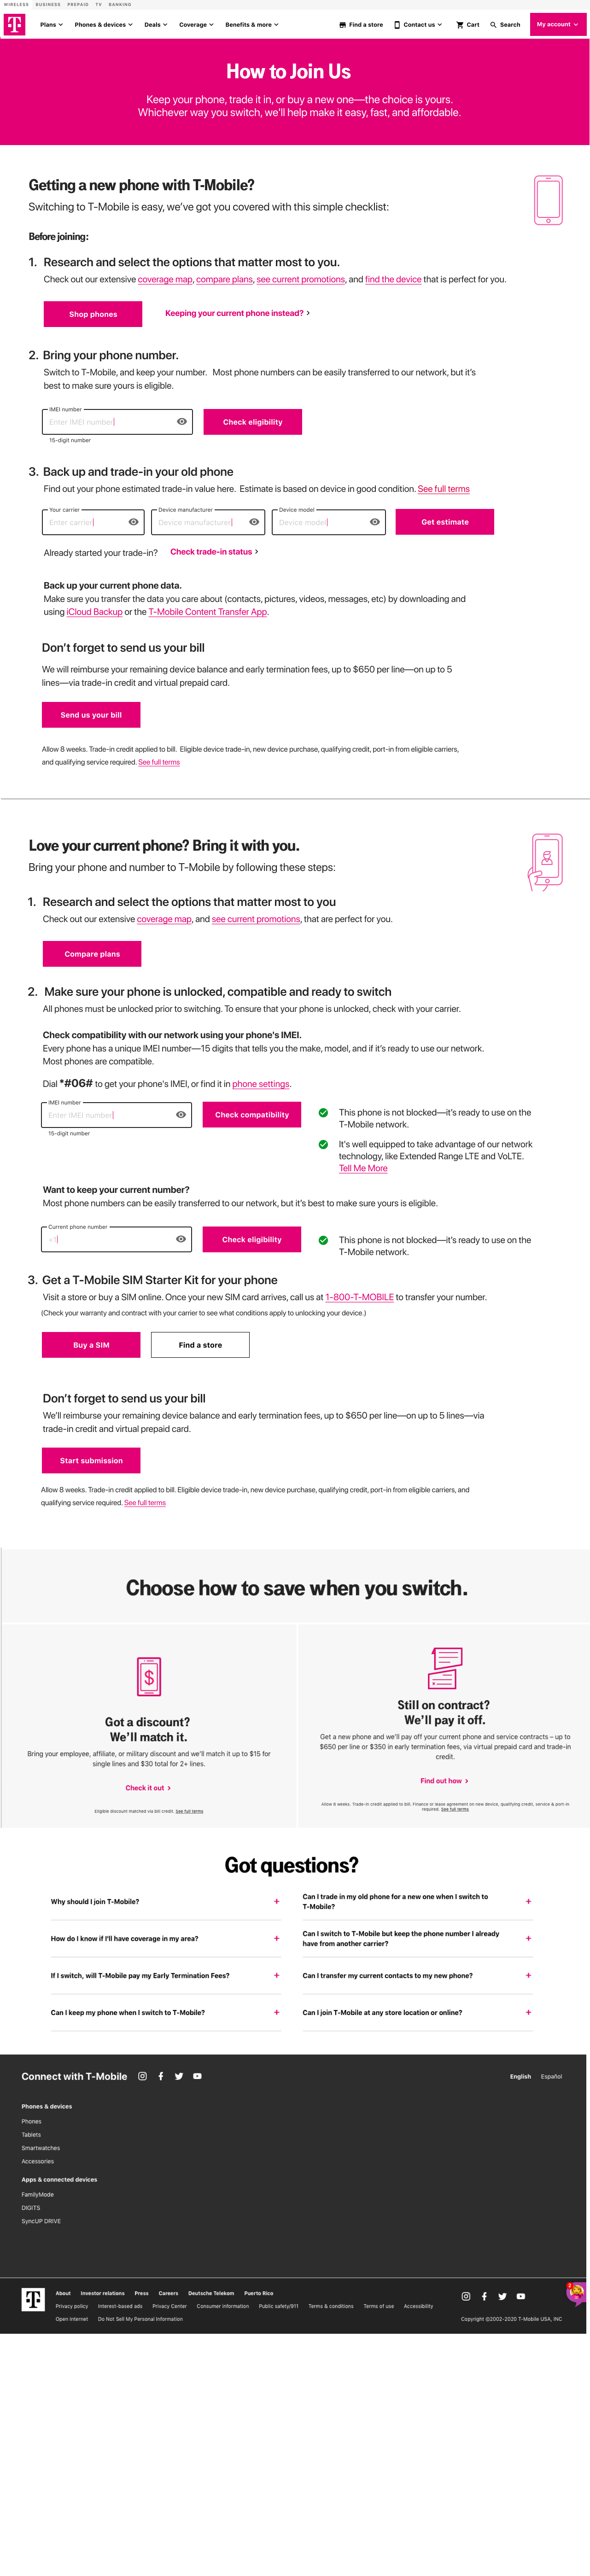 WIRELESS BUSINESS PREPAID TV BANKING
T Plans Phones & devices Deals Coverage Benefits & more Find a store Contact us Cart Search My account
How to Join Us
Keep your phone, trade it in, or buy a new one—the choice is yours.
Whichever way you switch, we'll help make it easy, fast, and affordable.
Getting a new phone with T-Mobile?
Switching to T-Mobile is easy, we've got you covered with this simple checklist:
Before joining:
1. Research and select the options that matter most to you.
Check out our extensive coverage map, compare plans, see current promotions, and find the device that is perfect for you.
Shop phones Keeping your current phone instead?
2. Bring your phone number.
Switch to T-Mobile, and keep your number. Most phone numbers can be easily transferred to our network, but it's
best to make sure yours is eligible.
IMEI number
Enter IMEI number Check eligibility
15-digit number
3. Back up and trade-in your old phone
Find out your phone estimated trade-in value here. Estimate is based on device in good condition. See full terms
Your carrier Device manufacturer Device model
Enter carrier Device manufacturer Device model Get estimate
Already started your trade-in? Check trade-in status
Back up your current phone data.
Make sure you transfer the data you care about (contacts, pictures, videos, messages, etc) by downloading and
using iCloud Backup or the T-Mobile Content Transfer App.
Don't forget to send us your bill
We will reimburse your remaining device balance and early termination fees, up to $650 per line—on up to 5
lines—via trade-in credit and virtual prepaid card.
Send us your bill
Allow 8 weeks. Trade-in credit applied to bill. Eligible device trade-in, new device purchase, qualifying credit, port-in from eligible carriers,
and qualifying service required. See full terms
Love your current phone? Bring it with you.
Bring your phone and number to T-Mobile by following these steps:
1. Research and select the options that matter most to you
Check out our extensive coverage map, and see current promotions, that are perfect for you.
Compare plans
2. Make sure your phone is unlocked, compatible and ready to switch
All phones must be unlocked prior to switching. To ensure that your phone is unlocked, check with your carrier.
Check compatibility with our network using your phone's IMEI.
Every phone has a unique IMEI number—15 digits that tells you the make, model, and if it's ready to use our network.
Most phones are compatible.
Dial *#06# to get your phone's IMEI, or find it in phone settings.
IMEI number
Enter IMEI number Check compatibility
15-digit number
This phone is not blocked—it's ready to use on the
T-Mobile network.
It's well equipped to take advantage of our network
technology, like Extended Range LTE and VoLTE.
Tell Me More
Want to keep your current number?
Most phone numbers can be easily transferred to our network, but it's best to make sure yours is eligible.
Current phone number
+1 Check eligibility
This phone is not blocked—it's ready to use on the
T-Mobile network.
3. Get a T-Mobile SIM Starter Kit for your phone
Visit a store or buy a SIM online. Once your new SIM card arrives, call us at 1-800-T-MOBILE to transfer your number.
(Check your warranty and contract with your carrier to see what conditions apply to unlocking your device.)
Buy a SIM Find a store
Don't forget to send us your bill
We'll reimburse your remaining device balance and early termination fees, up to $650 per line—on up to 5 lines—via
trade-in credit and virtual prepaid card.
Start submission
Allow 8 weeks. Trade-in credit applied to bill. Eligible device trade-in, new device purchase, qualifying credit, port-in from eligible carriers, and
qualifying service required. See full terms
Choose how to save when you switch.
$
Got a discount?
We'll match it.
Bring your employee, affiliate, or military discount and we'll match it up to $15 for
single lines and $30 total for 2+ lines.
Check it out
Eligible discount matched via bill credit. See full terms
Still on contract?
We'll pay it off.
Get a new phone and we'll pay off your current phone and service contracts – up to
$650 per line or $350 in early termination fees, via virtual prepaid card and trade-in
credit.
Find out how
Allow 8 weeks. Trade-in credit applied to bill. Finance or lease agreement on new device, qualifying credit, service & port-in
required. See full terms
Got questions?
Why should I join T-Mobile? +
Can I trade in my old phone for a new one when I switch to
T-Mobile? +
How do I know if I'll have coverage in my area? +
Can I switch to T-Mobile but keep the phone number I already
have from another carrier? +
If I switch, will T-Mobile pay my Early Termination Fees? +
Can I transfer my current contacts to my new phone? +
Can I keep my phone when I switch to T-Mobile? +
Can I join T-Mobile at any store location or online? +
Connect with T-Mobile English Español
Phones & devices
Phones
Tablets
Smartwatches
Accessories
Apps & connected devices
FamilyMode
DIGITS
SyncUP DRIVE
T About Investor relations Press Careers Deutsche Telekom Puerto Rico
Privacy policy Interest-based ads Privacy Center Consumer information Public safety/911 Terms & conditions Terms of use Accessibility
Open Internet Do Not Sell My Personal Information Copyright ©2002-2020 T-Mobile USA, INC